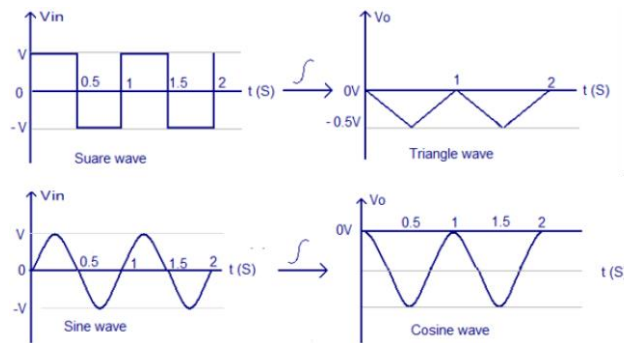 Vin
V
0
-V
0.5
1
1.5
2
t (S)
Suare wave
Vo
0V
- 0.5V
1
2
t (S)
Triangle wave
Vin
V
0
-V
0.5
1
1.5
2
t (S)
Sine wave
Vo
0V
0.5
1
1.5
2
t (S)
Cosine wave